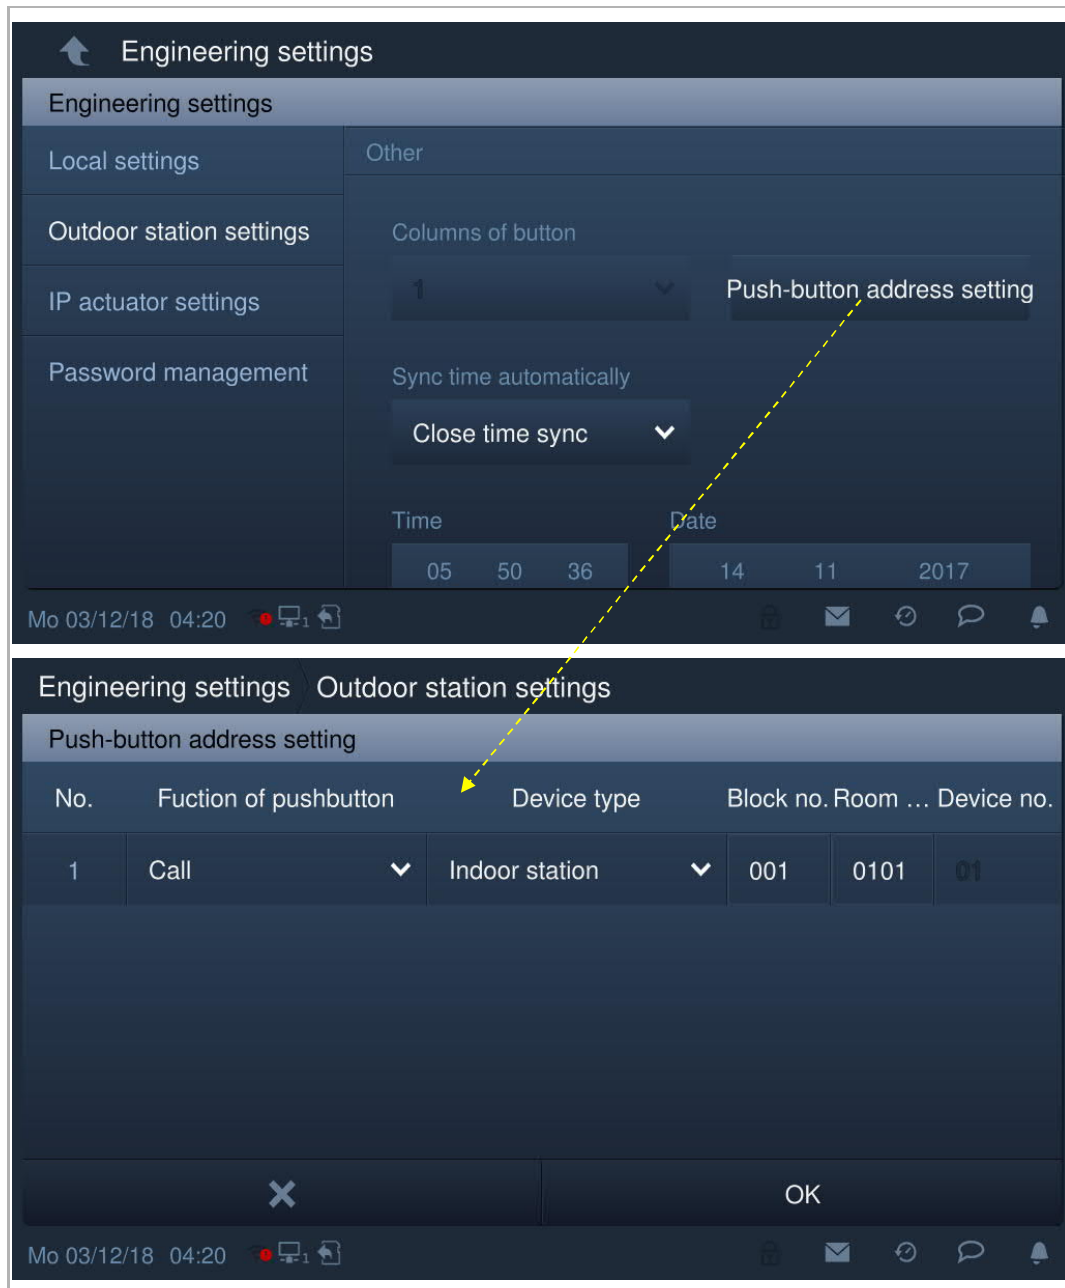 Engineering settings
Engineering settings
Local settings
Other
Outdoor station settings
Columns of button
1
Push-button address setting
IP actuator settings
Password management
Sync time automatically
Close time sync
Time
Date
05 50 36
14 11 2017
Mo 03/12/18 04:20 1
Engineering settings Outdoor station settings
Push-button address setting
No. Fuction of pushbutton Device type Block no. Room ... Device no.
1 Call Indoor station 001 0101 01
OK
Mo 03/12/18 04:20 1